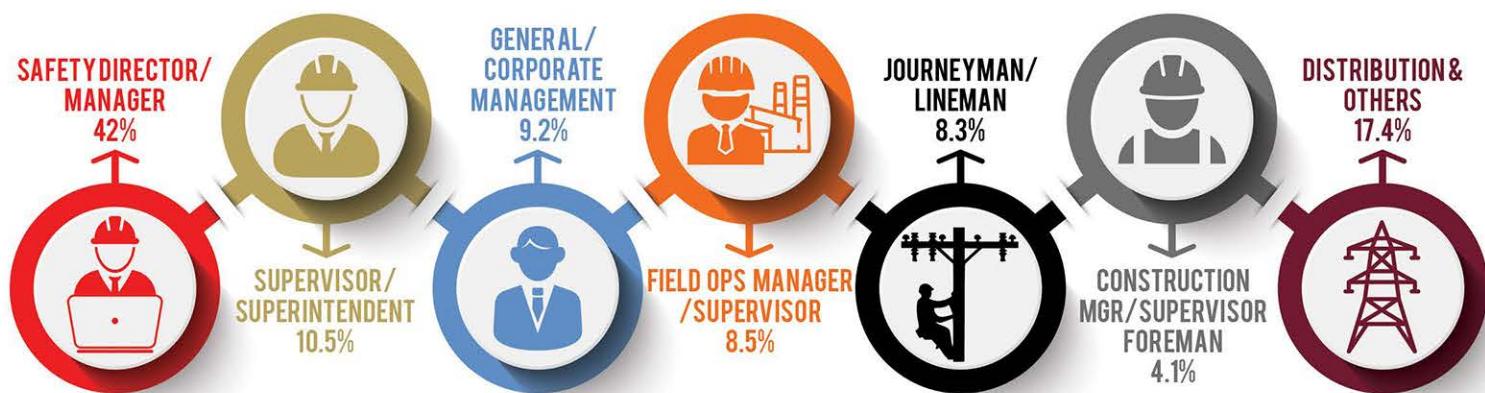 SAFETY DIRECTOR/
MANAGER
42%
SUPERVISOR/
SUPERINTENDENT
10.5%
GENERAL/
CORPORATE
MANAGEMENT
9.2%
FIELD OPS MANAGER
/SUPERVISOR
8.5%
JOURNEYMAN/
LINEMAN
8.3%
CONSTRUCTION
MGR/SUPERVISOR
FOREMAN
4.1%
DISTRIBUTION &
OTHERS
17.4%